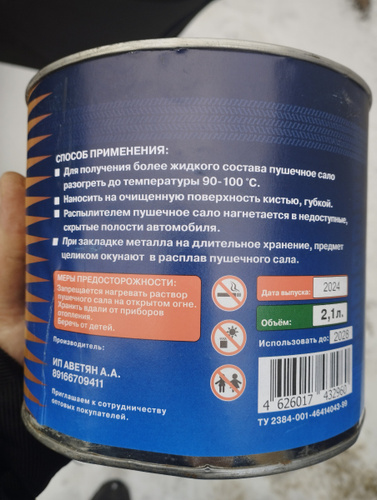 СПОСОБ ПРИМЕНЕНИЯ:
Для получения более жидкого состава пушечное сало
разогреть до температуры 90-100 °С.
Наносить на очищенную поверхность кистью, губкой.
Распылителем пушечное сало нагнетается в недоступные,
скрытые полости автомобиля.
При закладке металла на длительное хранение, предмет
целиком окунают в расплав пушечного сала.
МЕРЫ ПРЕДОСТОРОЖНОСТИ:
Запрещается нагревать раствор
пушечного сала на открытом огне.
Хранить вдали от приборов
отопления.
Беречь от детей.
Дата выпуска: 2024
Объём: 2,1л.
Использовать до: 2028
Производитель:
ИП АВЕТЯН А.А.
89166709411
Приглашаем к сотрудничеству
оптовых покупателей.
4 626017 432960
ТУ 2384-001-46414043-99